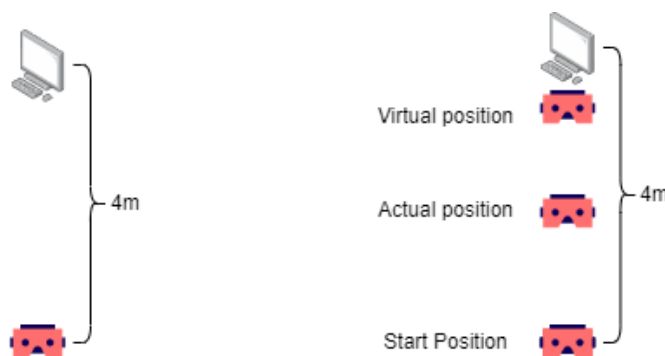 Virtual position
4m
Actual position
4m
Start Position